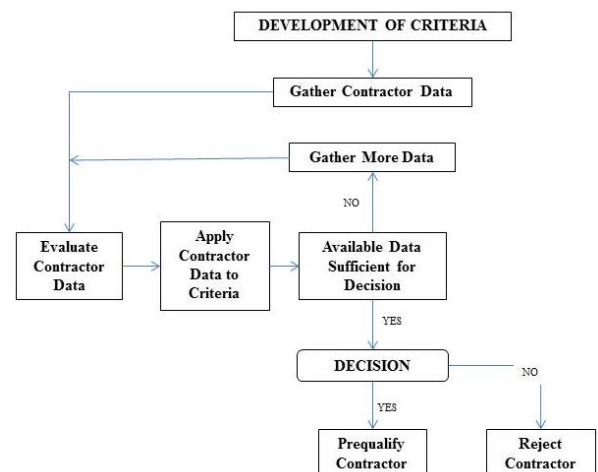 DEVELOPMENT OF CRITERIA
Gather Contractor Data
Gather More Data
NO
Evaluate
Contractor
Data
Apply
Contractor
Data to
Criteria
Available Data
Sufficient for
Decision
YES
DECISION
NO
YES
Prequalify
Contractor
Reject
Contractor